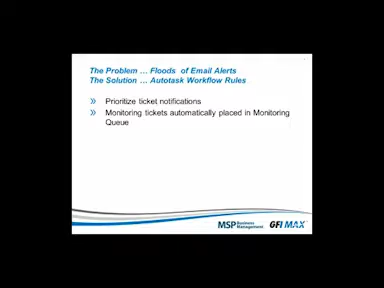 The Problem … Floods of Email Alerts
The Solution … Autotask Workflow Rules
» Prioritize ticket notifications
» Monitoring tickets automatically placed in Monitoring
Queue
MSP Business Management
GFI MAX